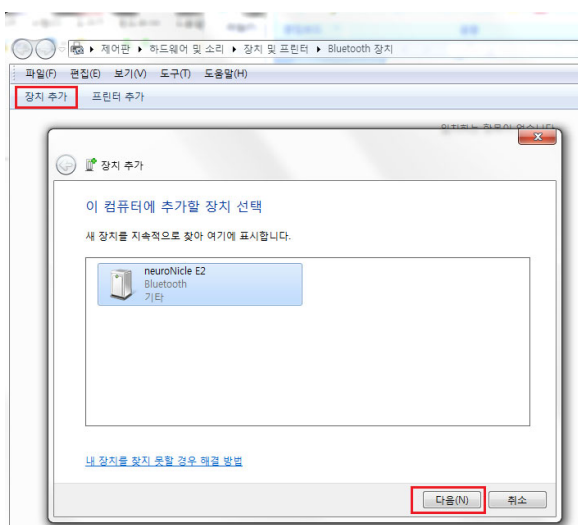 제어판 ▸ 하드웨어 및 소리 ▸ 장치 및 프린터 ▸ Bluetooth 장치
파일(F) 편집(E) 보기(V) 도구(T) 도움말(H)
장치 추가 프린터 추가
장치 추가
이 컴퓨터에 추가할 장치 선택
새 장치를 지속적으로 찾아 여기에 표시합니다.
neuroNicle E2
Bluetooth
기타
내 장치를 찾지 못할 경우 해결 방법
다음(N) 취소